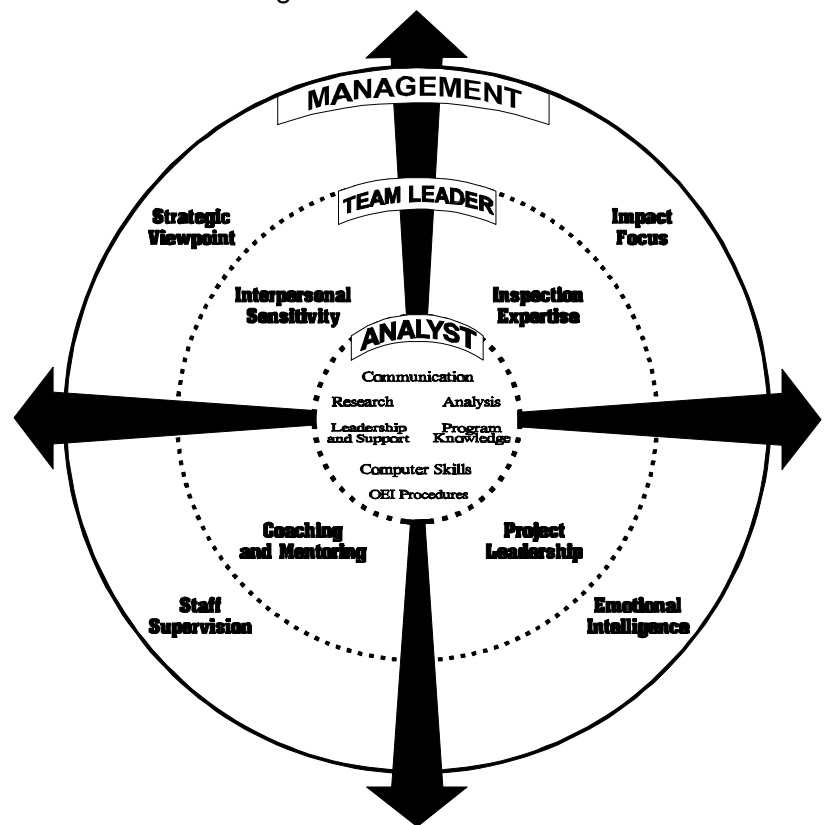 MANAGEMENT
TEAM LEADER
Strategic
Viewpoint
Impact
Focus
Interpersonal
Sensitivity
Inspection
Expertise
ANALYST
Communication
Research
Analysis
Leadership
and Support
Program
Knowledge
Computer Skills
OEI Procedures
Coaching
and Mentoring
Project
Leadership
Staff
Supervision
Emotional
Intelligence